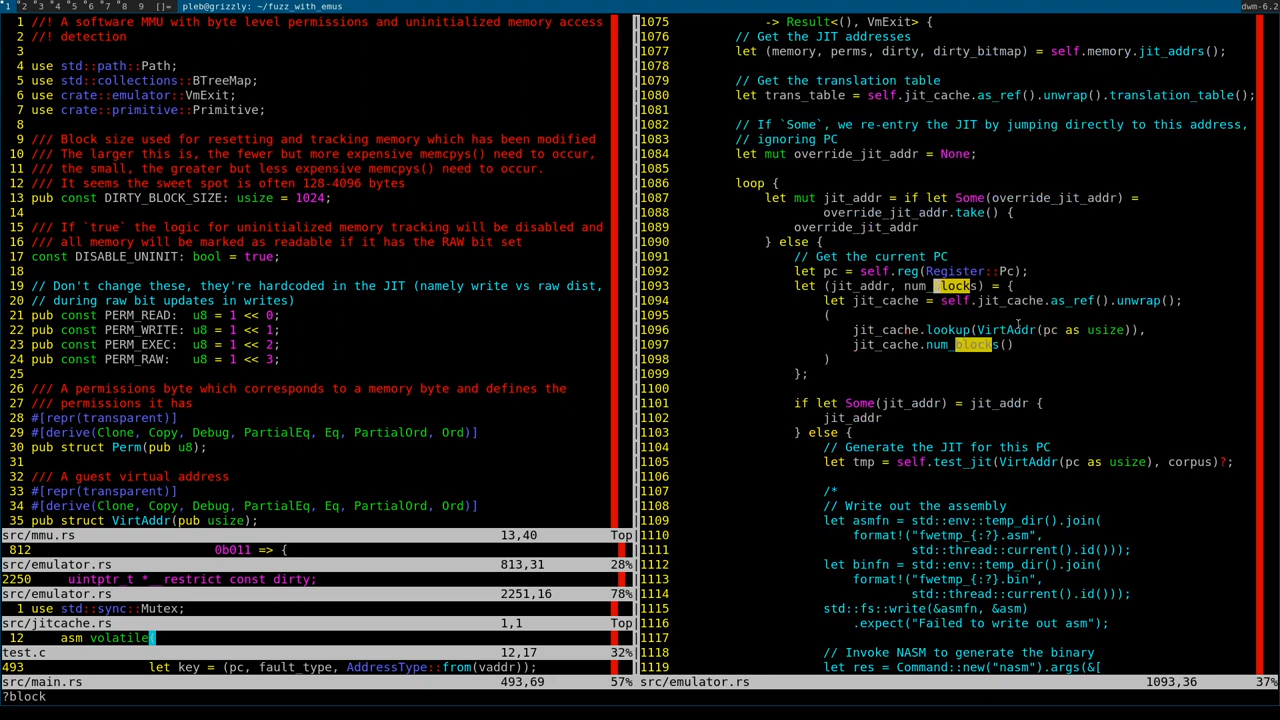 1 2 3 4 5 6 7 8 9 []= pleb@grizzly: ~/fuzz_with_emus dwm-6.2
1 //! A software MMU with byte level permissions and uninitialized memory access
2 //! detection
3
4 use std::path::Path;
5 use std::collections::BTreeMap;
6 use crate::emulator::VmExit;
7 use crate::primitive::Primitive;
8
9 /// Block size used for resetting and tracking memory which has been modified
10 /// The larger this is, the fewer but more expensive memcpys() need to occur,
11 /// the small, the greater but less expensive memcpys() need to occur.
12 /// It seems the sweet spot is often 128-4096 bytes
13 pub const DIRTY_BLOCK_SIZE: usize = 1024;
14
15 /// If `true` the logic for uninitialized memory tracking will be disabled and
16 /// all memory will be marked as readable if it has the RAW bit set
17 const DISABLE_UNINIT: bool = true;
18
19 // Don't change these, they're hardcoded in the JIT (namely write vs raw dist,
20 // during raw bit updates in writes)
21 pub const PERM_READ:  u8 = 1 << 0;
22 pub const PERM_WRITE: u8 = 1 << 1;
23 pub const PERM_EXEC:  u8 = 1 << 2;
24 pub const PERM_RAW:   u8 = 1 << 3;
25
26 /// A permissions byte which corresponds to a memory byte and defines the
27 /// permissions it has
28 #[repr(transparent)]
29 #[derive(Clone, Copy, Debug, PartialEq, Eq, PartialOrd, Ord)]
30 pub struct Perm(pub u8);
31
32 /// A guest virtual address
33 #[repr(transparent)]
34 #[derive(Clone, Copy, Debug, PartialEq, Eq, PartialOrd, Ord)]
35 pub struct VirtAddr(pub usize);
src/mmu.rs 13,40 Top
812 0b011 => {
src/emulator.rs 813,31 28%
2250 uintptr_t *__restrict const dirty;
src/emulator.rs 2251,16 78%
1 use std::sync::Mutex;
src/jitcache.rs 1,1 Top
12 asm volatile(
test.c 12,17 32%
493 let key = (pc, fault_type, AddressType::from(vaddr));
src/main.rs 493,69 57%
?block
1075 -> Result<(), VmExit> {
1076 // Get the JIT addresses
1077 let (memory, perms, dirty, dirty_bitmap) = self.memory.jit_addrs();
1078
1079 // Get the translation table
1080 let trans_table = self.jit_cache.as_ref().unwrap().translation_table();
1081
1082 // If `Some`, we re-entry the JIT by jumping directly to this address,
1083 // ignoring PC
1084 let mut override_jit_addr = None;
1085
1086 loop {
1087 let mut jit_addr = if let Some(override_jit_addr) =
1088 override_jit_addr.take() {
1089 override_jit_addr
1090 } else {
1091 // Get the current PC
1092 let pc = self.reg(Register::Pc);
1093 let (jit_addr, num_blocks) = {
1094 let jit_cache = self.jit_cache.as_ref().unwrap();
1095 (
1096 jit_cache.lookup(VirtAddr(pc as usize)),
1097 jit_cache.num_blocks()
1098 )
1099 };
1100
1101 if let Some(jit_addr) = jit_addr {
1102 jit_addr
1103 } else {
1104 // Generate the JIT for this PC
1105 let tmp = self.test_jit(VirtAddr(pc as usize), corpus)?;
1106
1107 /*
1108 // Write out the assembly
1109 let asmfn = std::env::temp_dir().join(
1110 format!("fwetmp_{:?}.asm",
1111 std::thread::current().id()));
1112 let binfn = std::env::temp_dir().join(
1113 format!("fwetmp_{:?}.bin",
1114 std::thread::current().id()));
1115 std::fs::write(&asmfn, &asm)
1116 .expect("Failed to write out asm");
1117
1118 // Invoke NASM to generate the binary
1119 let res = Command::new("nasm").args(&[
src/emulator.rs 1093,36 37%